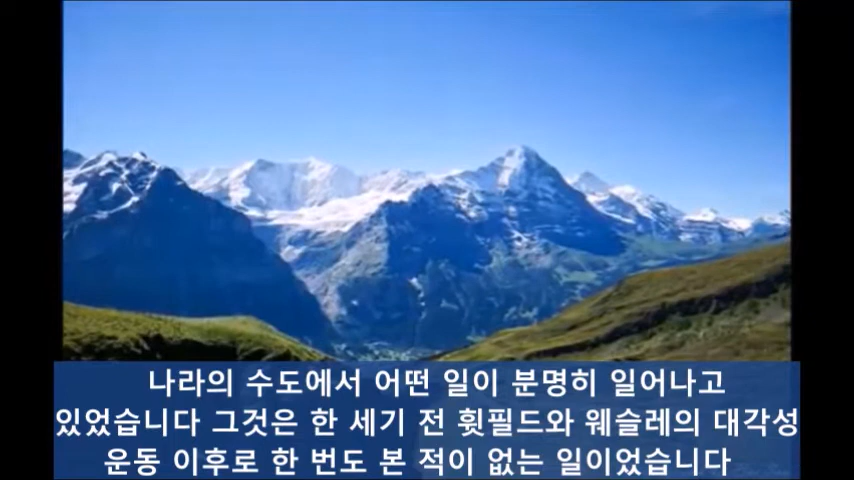 나라의 수도에서 어떤 일이 분명히 일어나고
있었습니다 그것은 한 세기 전 휫필드와 웨슬레의 대각성
운동 이후로 한 번도 본 적이 없는 일이었습니다